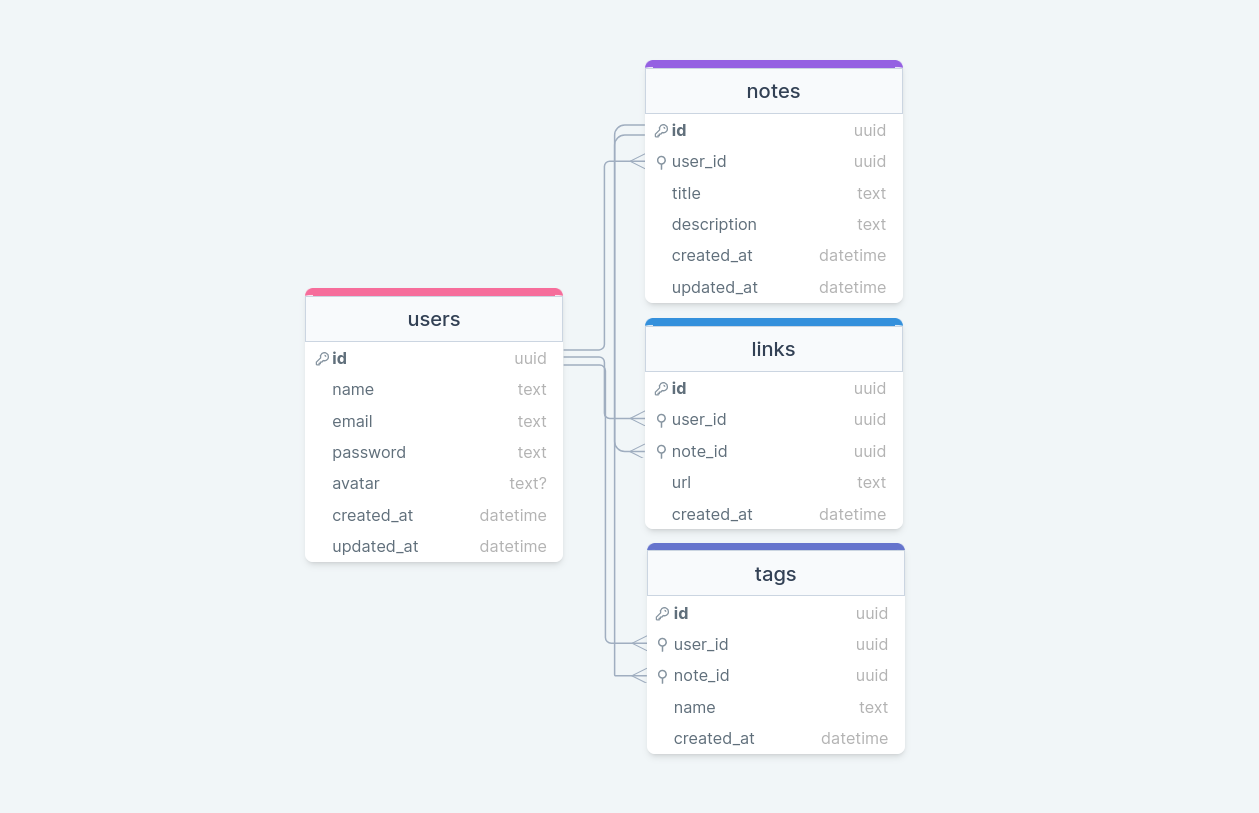 notes
id uuid
user_id uuid
title text
description text
created_at datetime
updated_at datetime
users
id uuid
name text
email text
password text
avatar text?
created_at datetime
updated_at datetime
links
id uuid
user_id uuid
note_id uuid
url text
created_at datetime
tags
id uuid
user_id uuid
note_id uuid
name text
created_at datetime